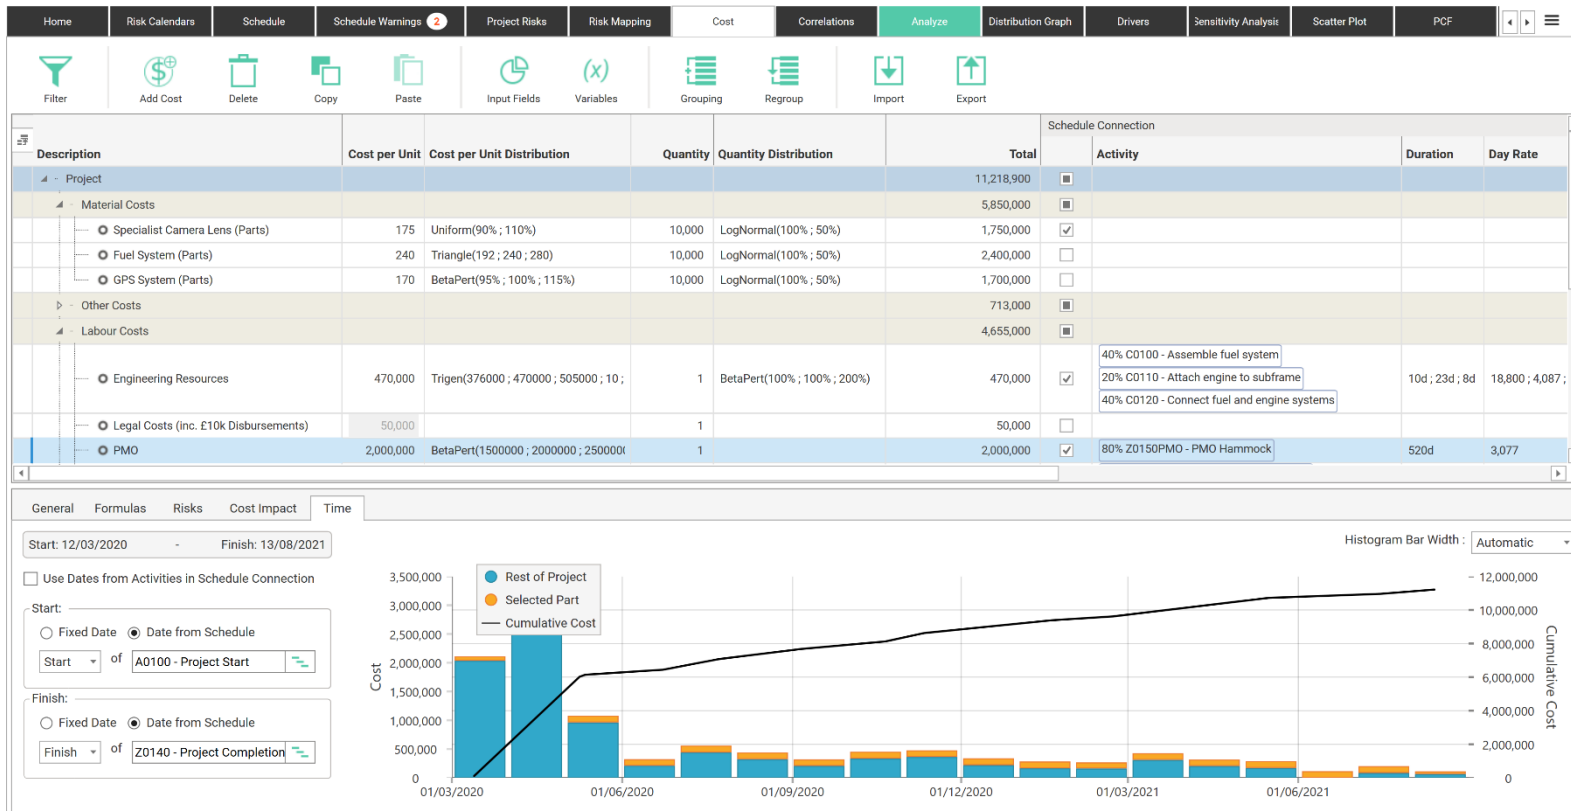 Home Risk Calendars Schedule Schedule Warnings 2 Project Risks Risk Mapping Cost Correlations Analyze Distribution Graph Drivers Sensitivity Analysis Scatter Plot PCF
Filter Add Cost Delete Copy Paste Input Fields Variables Grouping Regroup Import Export
Schedule Connection
Description Cost per Unit Cost per Unit Distribution Quantity Quantity Distribution Total Activity Duration Day Rate
Project 11,218,900
Material Costs 5,850,000
Specialist Camera Lens (Parts) 175 Uniform(90% ; 110%) 10,000 LogNormal(100% ; 50%) 1,750,000
Fuel System (Parts) 240 Triangle(192 ; 240 ; 280) 10,000 LogNormal(100% ; 50%) 2,400,000
GPS System (Parts) 170 BetaPert(95% ; 100% ; 115%) 10,000 LogNormal(100% ; 50%) 1,700,000
Other Costs 713,000
Labour Costs 4,655,000
40% C0100 - Assemble fuel system
Engineering Resources 470,000 Trigen(376000 ; 470000 ; 505000 ; 10 ; 1 BetaPert(100% ; 100% ; 200%) 470,000 20% C0110 - Attach engine to subframe 10d ; 23d ; 8d 18,800 ; 4,087 ;
40% C0120 - Connect fuel and engine systems
Legal Costs (inc. £10k Disbursements) 50,000 1 50,000
PMO 2,000,000 BetaPert(1500000 ; 2000000 ; 2500000 1 2,000,000 80% Z0150PMO - PMO Hammock 520d 3,077
General Formulas Risks Cost Impact Time
Start: 12/03/2020 - Finish: 13/08/2021
Histogram Bar Width : Automatic
Use Dates from Activities in Schedule Connection
Start:
Fixed Date Date from Schedule
Start of A0100 - Project Start
Finish:
Fixed Date Date from Schedule
Finish of Z0140 - Project Completion
Rest of Project
Selected Part
Cumulative Cost
Cost
3,500,000
3,000,000
2,500,000
2,000,000
1,500,000
1,000,000
500,000
0
12,000,000
10,000,000
8,000,000
6,000,000
4,000,000
2,000,000
0
Cumulative Cost
01/03/2020 01/06/2020 01/09/2020 01/12/2020 01/03/2021 01/06/2021